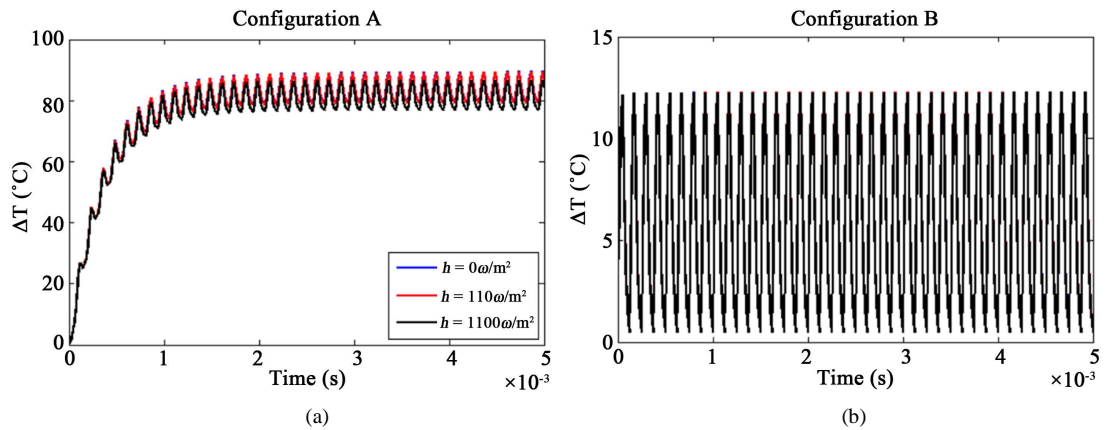 Configuration A
100
80
60
40
20
0
ΔT (˚C)
h = 0ω/m²
h = 110ω/m²
h = 1100ω/m²
0 1 2 3 4 5
Time (s)
×10⁻³
(a)
Configuration B
15
10
5
0
ΔT (˚C)
0 1 2 3 4 5
Time (s)
×10⁻³
(b)